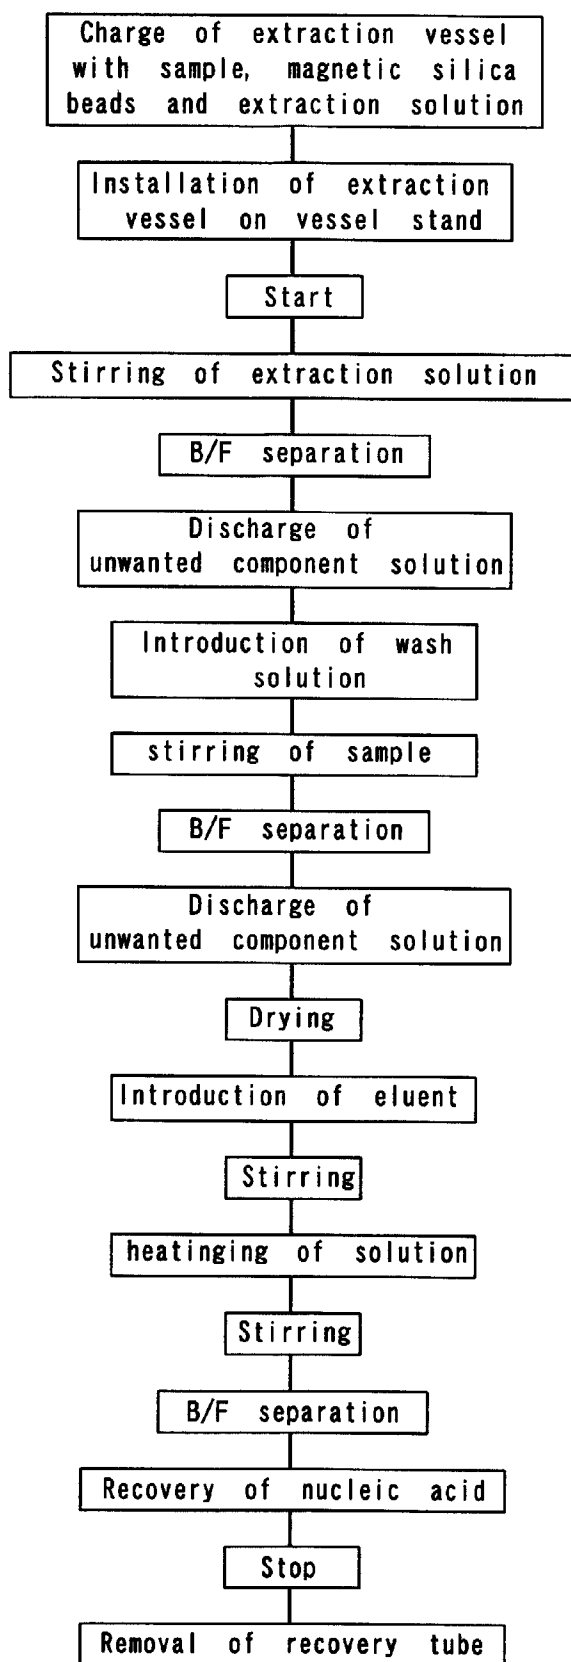 Charge of extraction vessel
with sample, magnetic silica
beads and extraction solution
Installation of extraction
vessel on vessel stand
Start
Stirring of extraction solution
B/F separation
Discharge of
unwanted component solution
Introduction of wash
solution
stirring of sample
B/F separation
Discharge of
unwanted component solution
Drying
Introduction of eluent
Stirring
heatinging of solution
Stirring
B/F separation
Recovery of nucleic acid
Stop
Removal of recovery tube